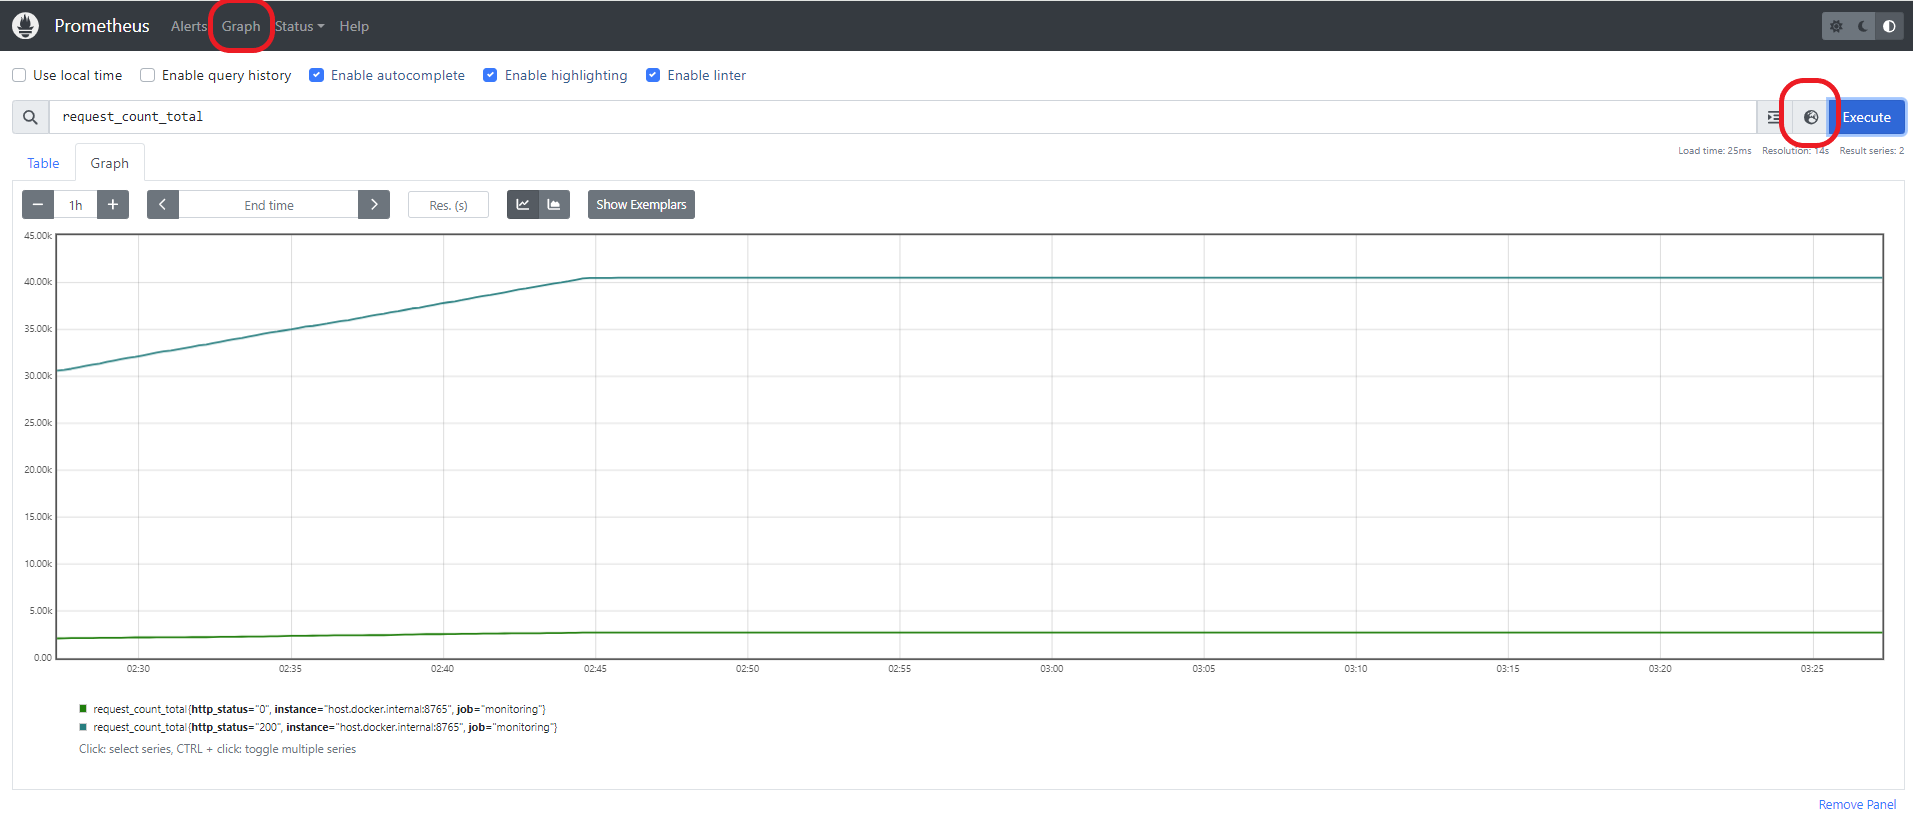 Prometheus Alerts Graph Status Help
Use local time Enable query history Enable autocomplete Enable highlighting Enable linter
request_count_total Execute
Load time: 25ms Resolution: 14s Result series: 2
Table Graph
1h End time Res. (s) Show Exemplars
45.00k
40.00k
35.00k
30.00k
25.00k
20.00k
15.00k
10.00k
5.00k
0.00
02:30 02:35 02:40 02:45 02:50 02:55 03:00 03:05 03:10 03:15 03:20 03:25
request_count_total{http_status="0", instance="host.docker.internal:8765", job="monitoring"}
request_count_total{http_status="200", instance="host.docker.internal:8765", job="monitoring"}
Click: select series, CTRL + click: toggle multiple series
Remove Panel